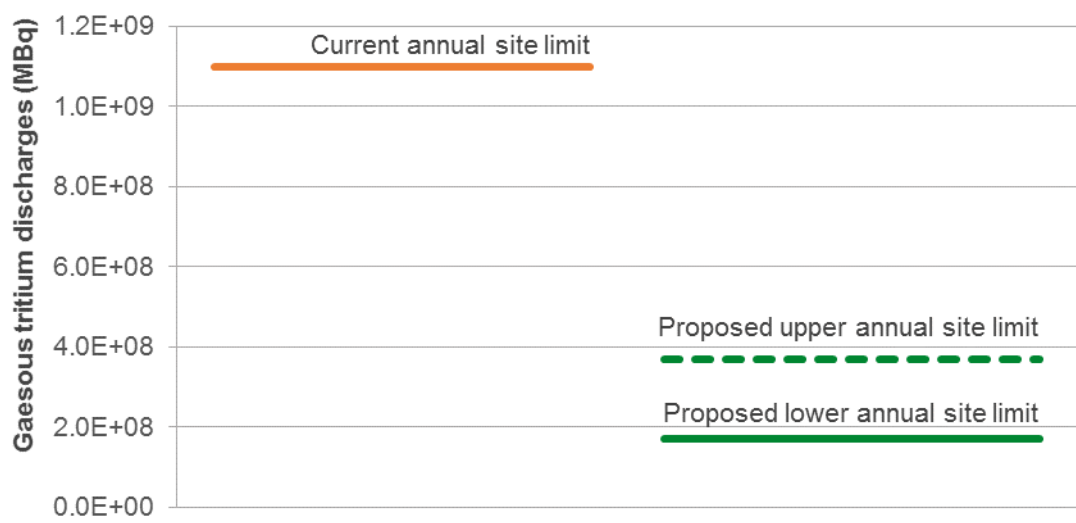 Gaesous tritium discharges (MBq)
1.2E+09
Current annual site limit
1.0E+09
8.0E+08
6.0E+08
Proposed upper annual site limit
4.0E+08
Proposed lower annual site limit
2.0E+08
0.0E+00